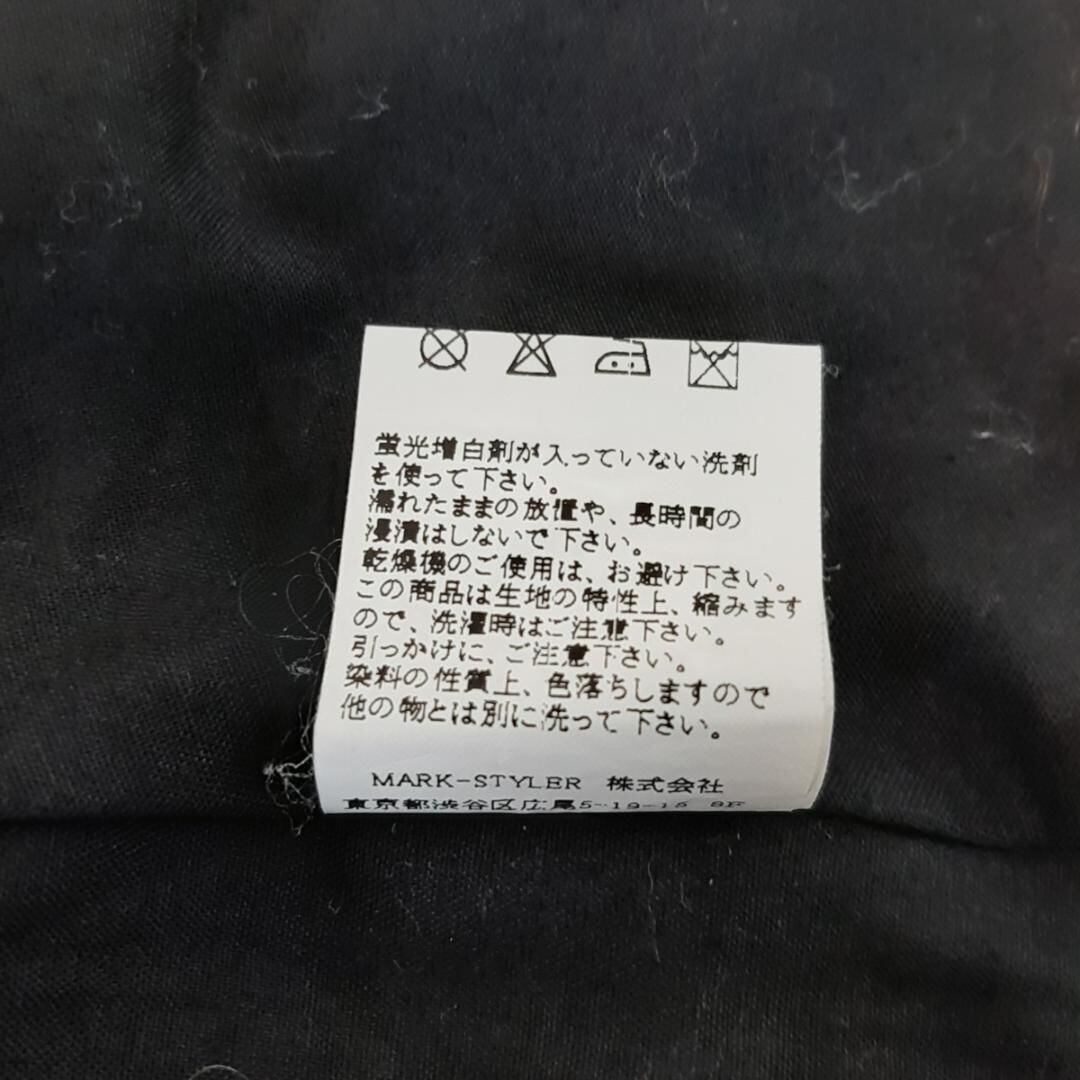 蛍光増白剤が入っていない洗剤
を使って下さい。
濡れたままの放置や、長時間の
浸漬はしないで下さい。
乾燥機のご使用は、お避け下さい。
この商品は生地の特性上、縮みます
ので、洗濯時はご注意下さい。
引っかけに、ご注意下さい。
染料の性質上、色落ちしますので
他の物とは別に洗って下さい。
MARK-STYLER 株式会社
東京都渋谷区広尾5-19-15 8F